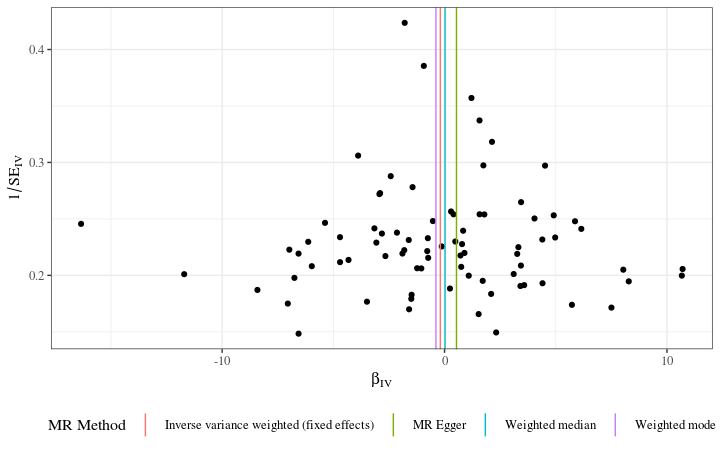 0.4
0.3
0.2
1/SE_IV
-10
0
10
β_IV
MR Method
Inverse variance weighted (fixed effects)
MR Egger
Weighted median
Weighted mode